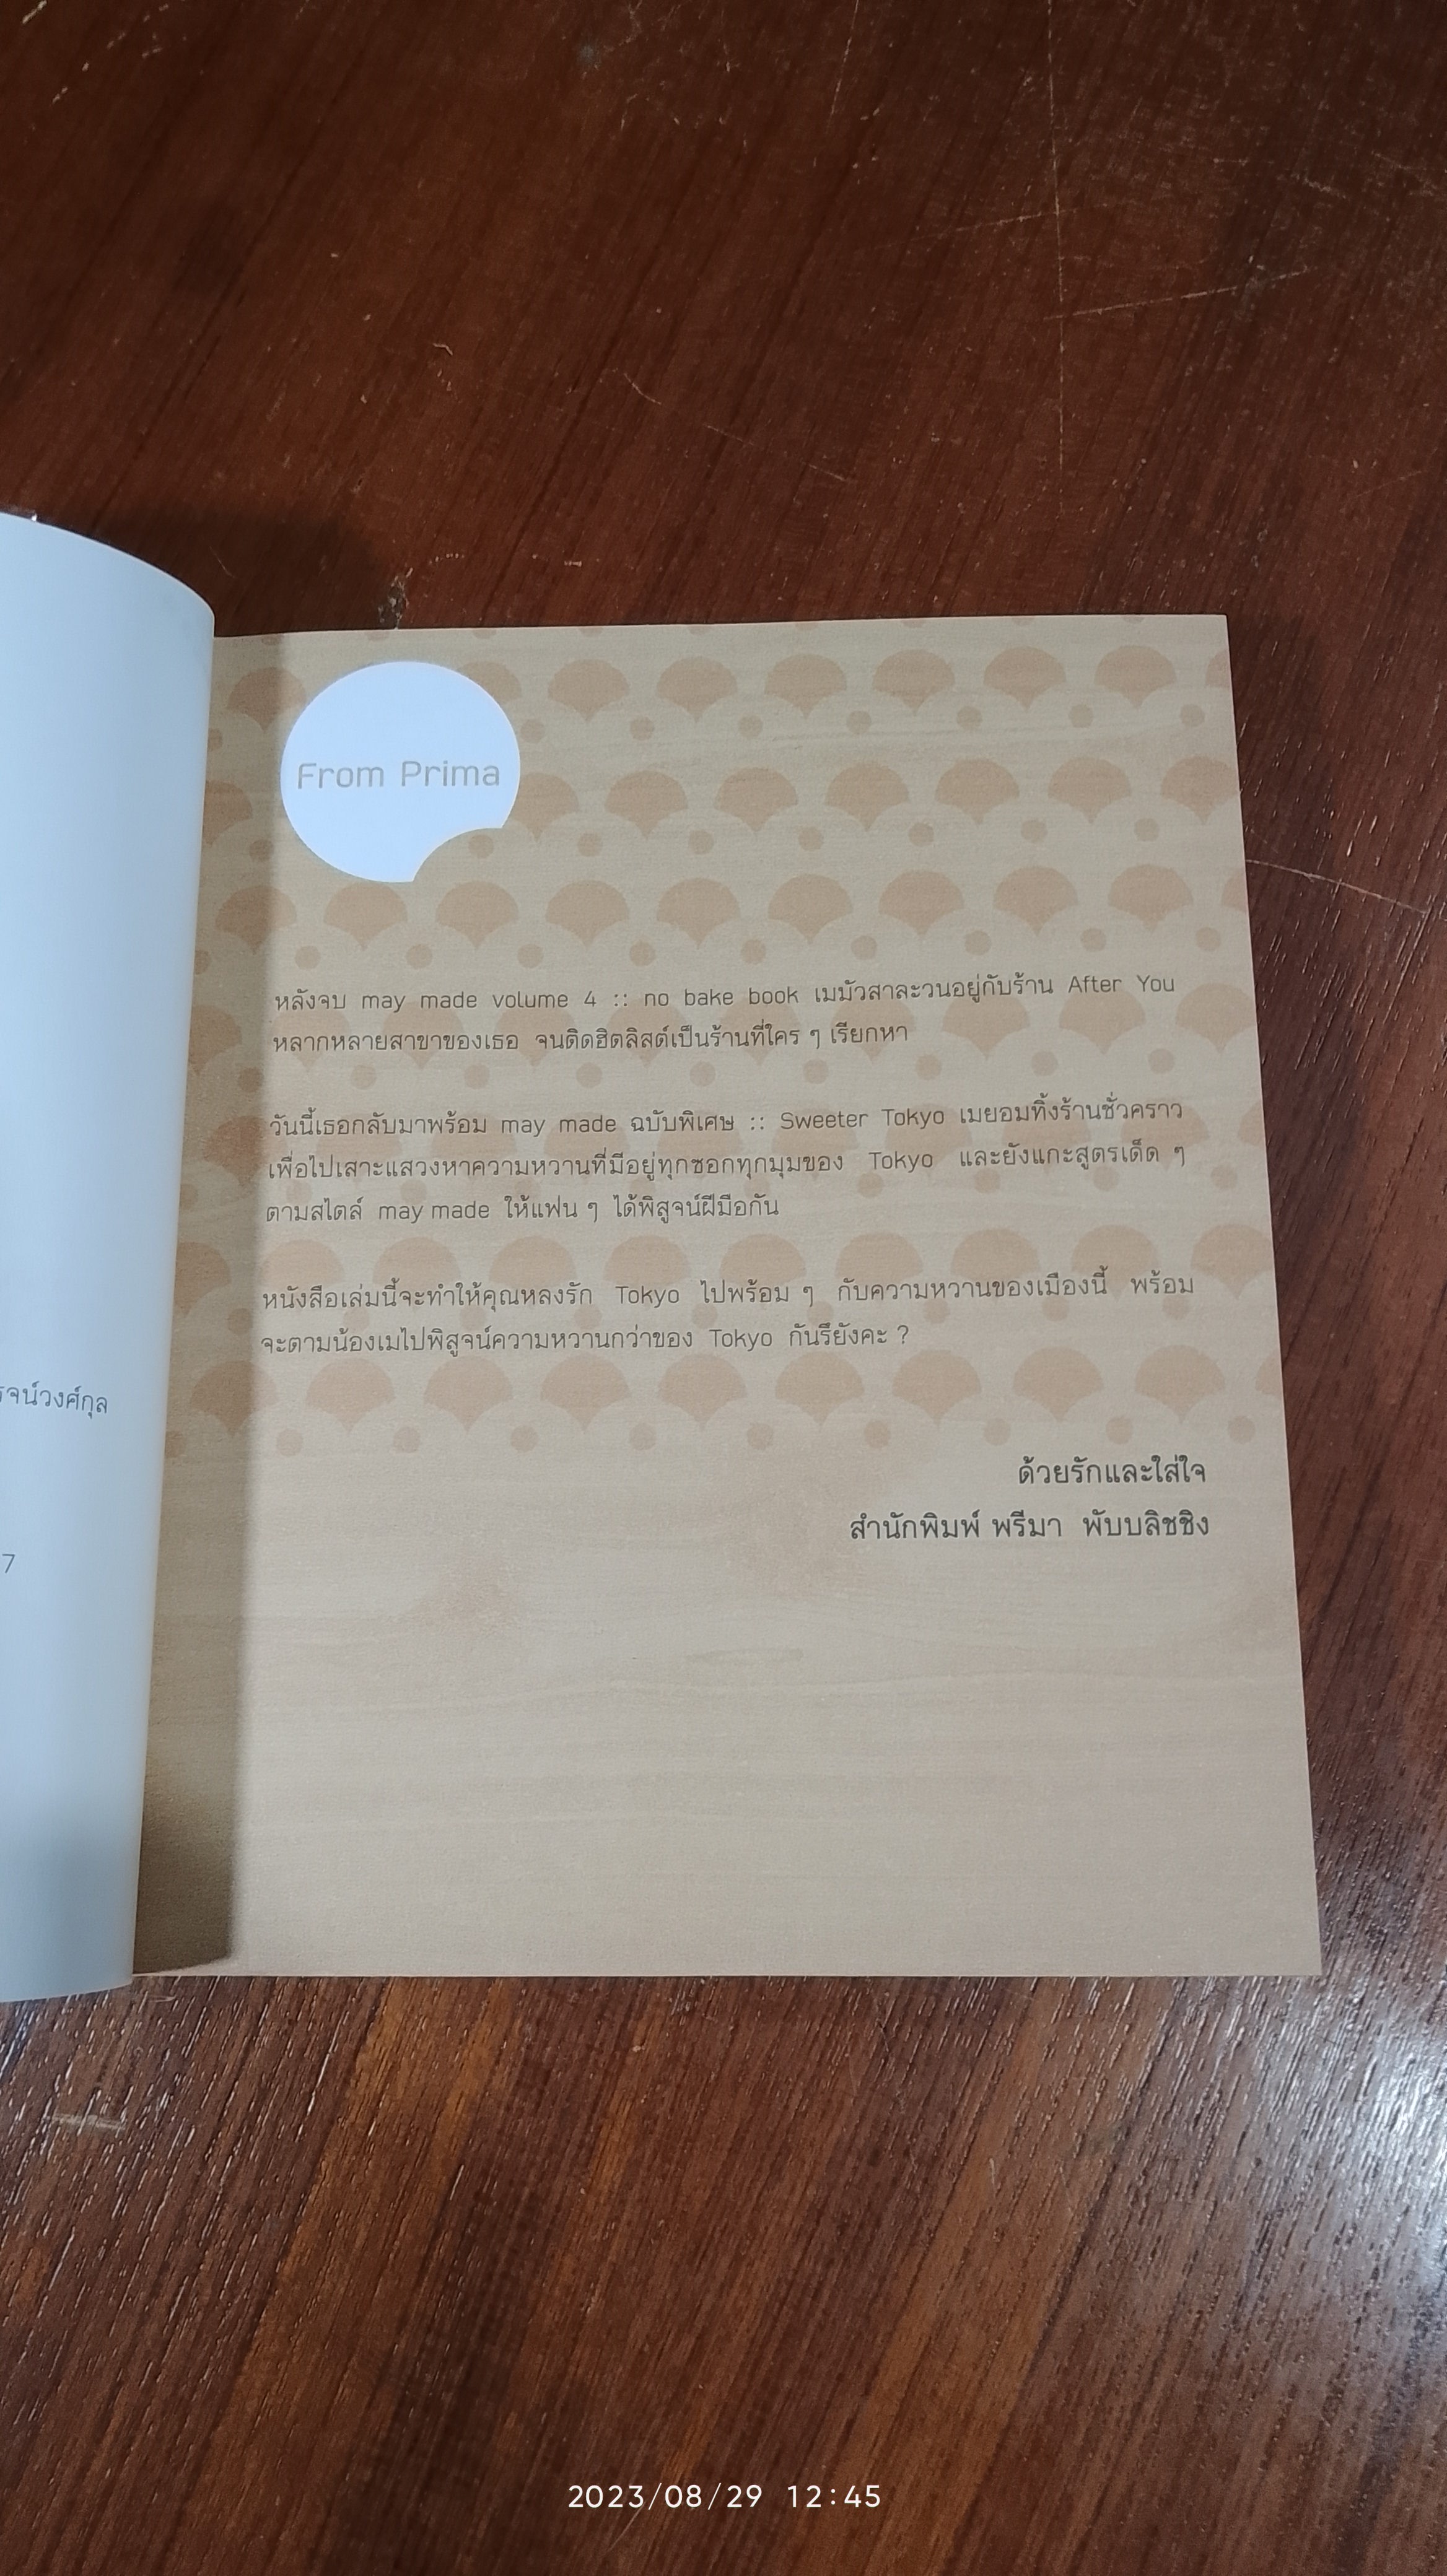 From Prima
หลังจบ may made volume 4 :: no bake book เมมัวสาละวนอยู่กับร้าน After You
หลากหลายสาขาของเธอ จนติดฮิตลิสต์เป็นร้านที่ใคร ๆ เรียกหา
วันนี้เธอกลับมาพร้อม may made ฉบับพิเศษ :: Sweeter Tokyo เมยอมทิ้งร้านชั่วคราว
เพื่อไปเสาะแสวงหาความหวานที่มีอยู่ทุกซอกทุกมุมของ Tokyo และยังแกะสูตรเด็ด ๆ
ตามสไตล์ may made ให้แฟน ๆ ได้พิสูจน์ฝีมือกัน
หนังสือเล่มนี้จะทำให้คุณหลงรัก Tokyo ไปพร้อม ๆ กับความหวานของเมืองนี้ พร้อม
จะตามน้องเมไปพิสูจน์ความหวานกว่าของ Tokyo กันรึยังคะ ?
ด้วยรักและใส่ใจ
สำนักพิมพ์ พรีมา พับบลิชชิง
7
2023/08/29 12:45